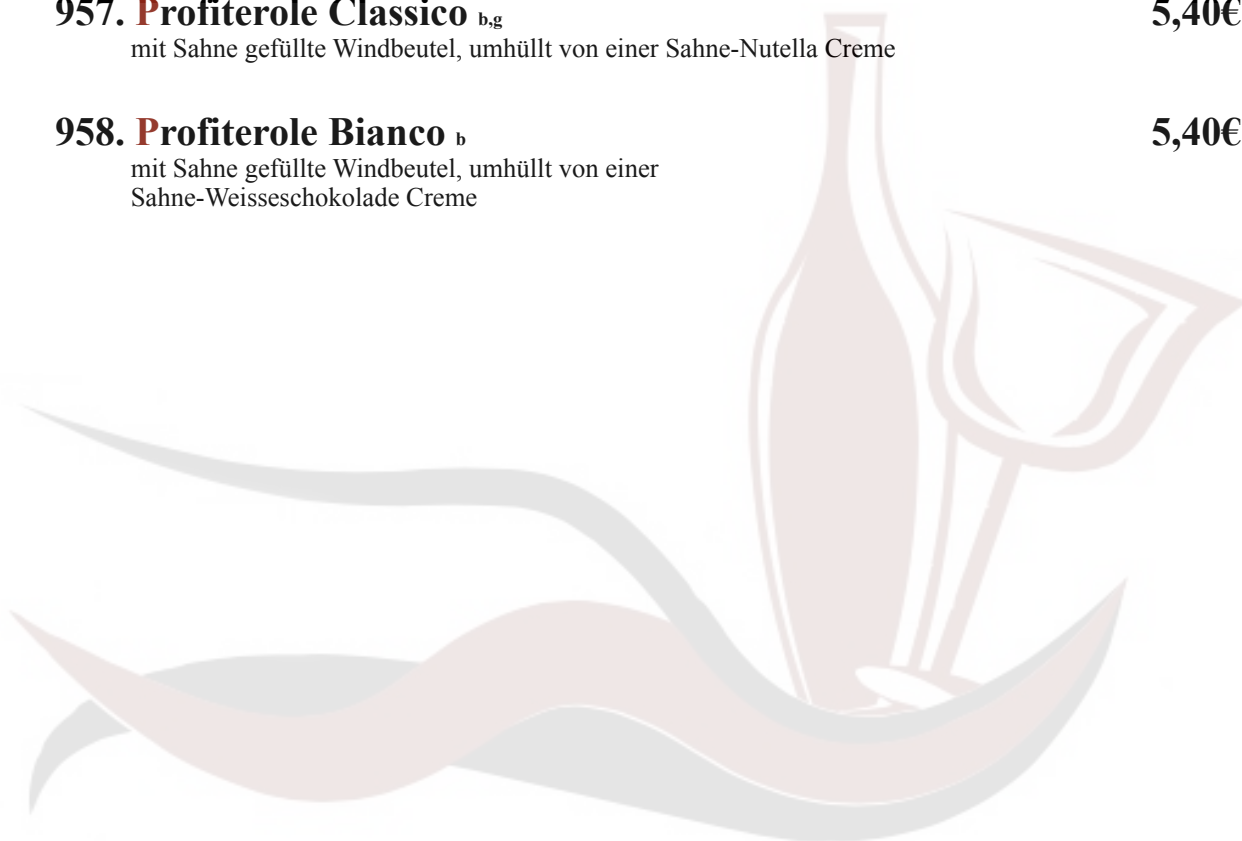 957. Profiterole Classico b,g 5,40€
mit Sahne gefüllte Windbeutel, umhüllt von einer Sahne-Nutella Creme
958. Profiterole Bianco b 5,40€
mit Sahne gefüllte Windbeutel, umhüllt von einer
Sahne-Weisseschokolade Creme